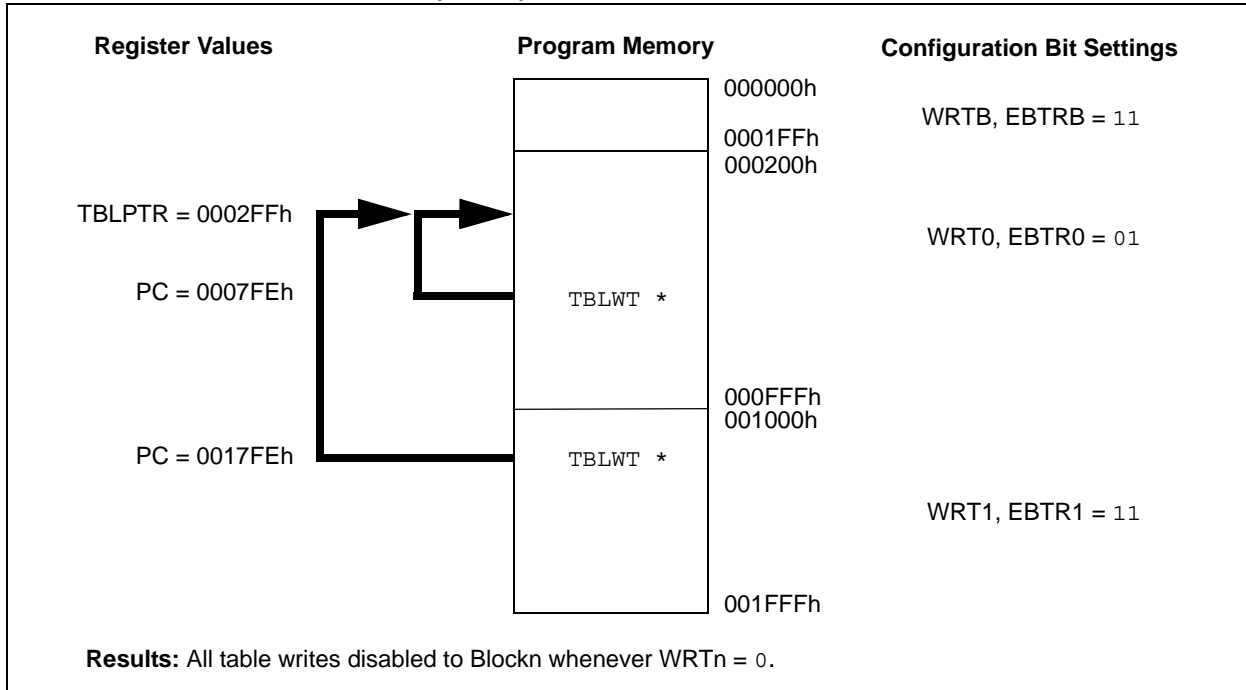 Register Values Program Memory Configuration Bit Settings
000000h
WRTB, EBTRB = 11
0001FFh
000200h
TBLPTR = 0002FFh
WRT0, EBTR0 = 01
PC = 0007FEh
TBLWT *
000FFFh
001000h
PC = 0017FEh
TBLWT *
WRT1, EBTR1 = 11
001FFFh
Results: All table writes disabled to Blockn whenever WRTn = 0.